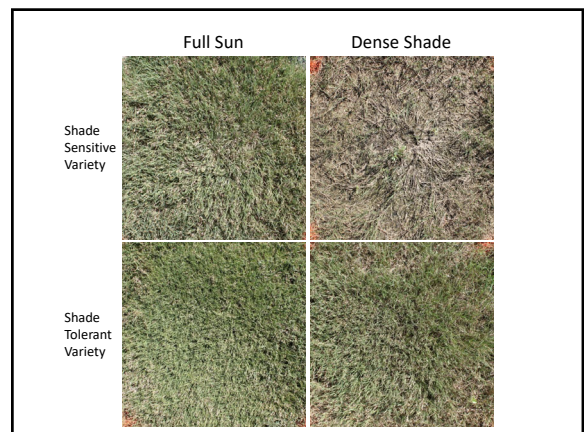 Full Sun Dense Shade
Shade
Sensitive
Variety
Shade
Tolerant
Variety